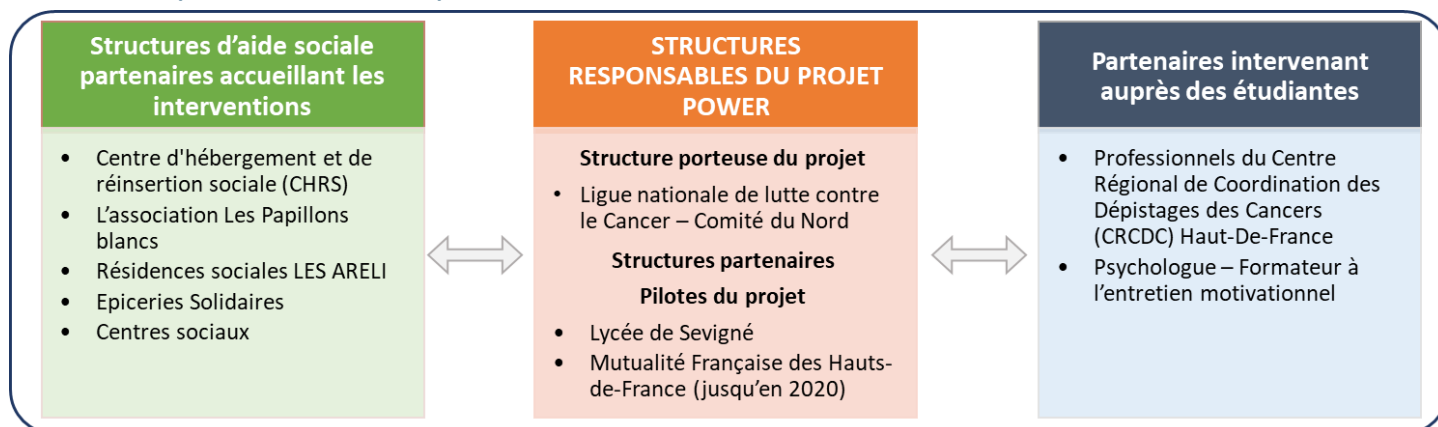 Structures d’aide sociale
partenaires accueillant les
interventions
• Centre d'hébergement et de
réinsertion sociale (CHRS)
• L’association Les Papillons
blancs
• Résidences sociales LES ARELI
• Epiceries Solidaires
• Centres sociaux
STRUCTURES
RESPONSABLES DU PROJET
POWER
Structure porteuse du projet
• Ligue nationale de lutte contre
le Cancer – Comité du Nord
Structures partenaires
Pilotes du projet
• Lycée de Sevigné
• Mutualité Française des Hauts-
de-France (jusqu’en 2020)
Partenaires intervenant
auprès des étudiantes
• Professionnels du Centre
Régional de Coordination des
Dépistages des Cancers
(CRCDC) Haut-De-France
• Psychologue – Formateur à
l’entretien motivationnel